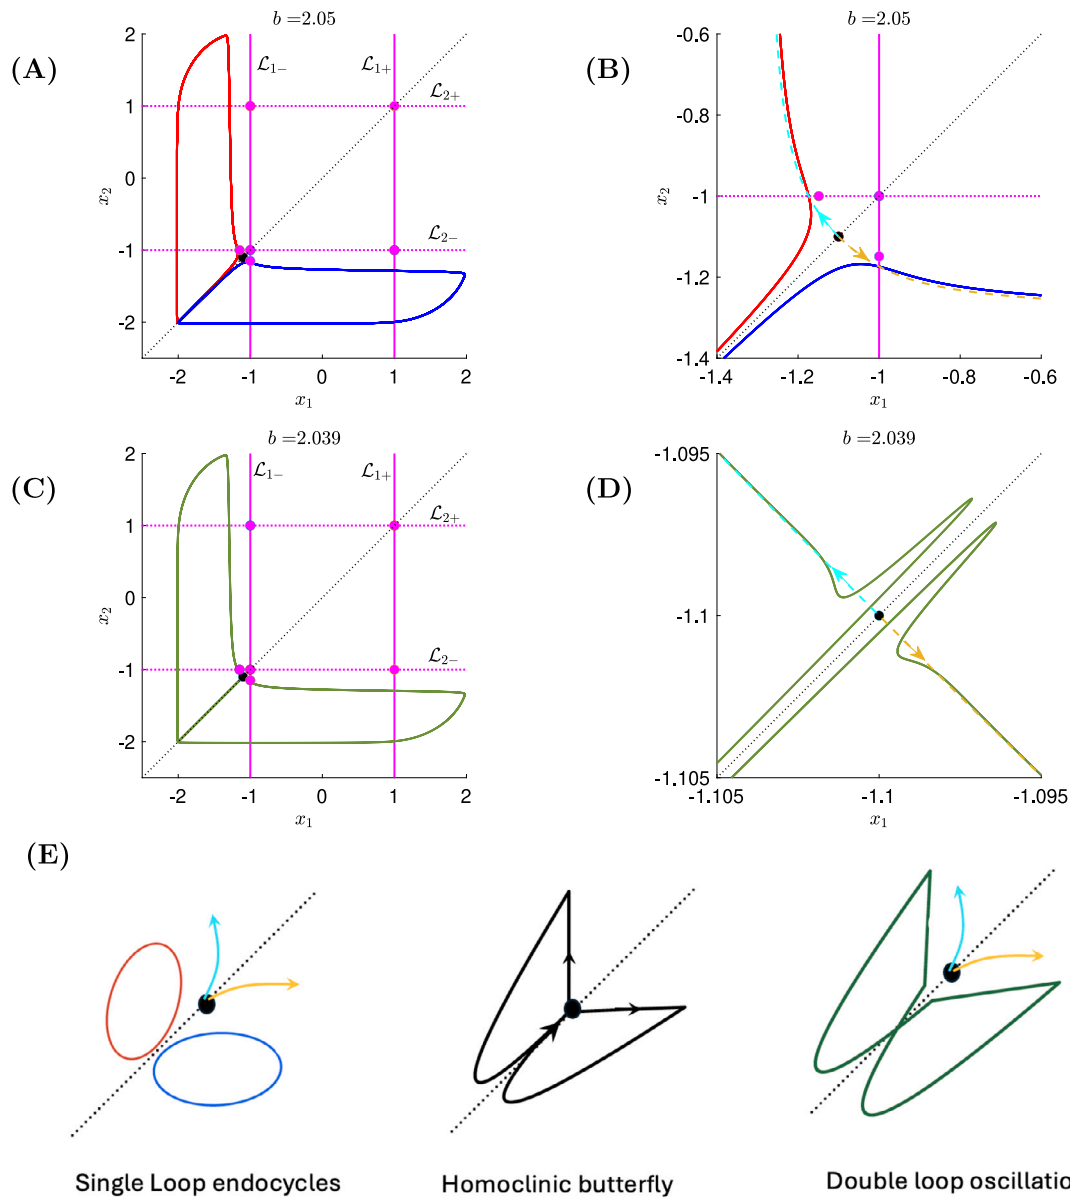 b =2.05
b =2.05
(A)
(B)
2
1
0
-1
-2
x₂
-2
-1
0
1
2
x₁
ℒ₁₋
ℒ₁₊
ℒ₂₊
ℒ₂₋
-0.6
-0.8
-1
-1.2
-1.4
x₂
-1.4
-1.2
-1
-0.8
-0.6
x₁
b =2.039
b =2.039
(C)
(D)
2
1
0
-1
-2
x₂
-2
-1
0
1
2
x₁
ℒ₁₋
ℒ₁₊
ℒ₂₊
ℒ₂₋
-1.095
-1.1
-1.105
x₂
-1.105
-1.1
-1.095
x₁
(E)
Single Loop endocycles
Homoclinic butterfly
Double loop oscillatio